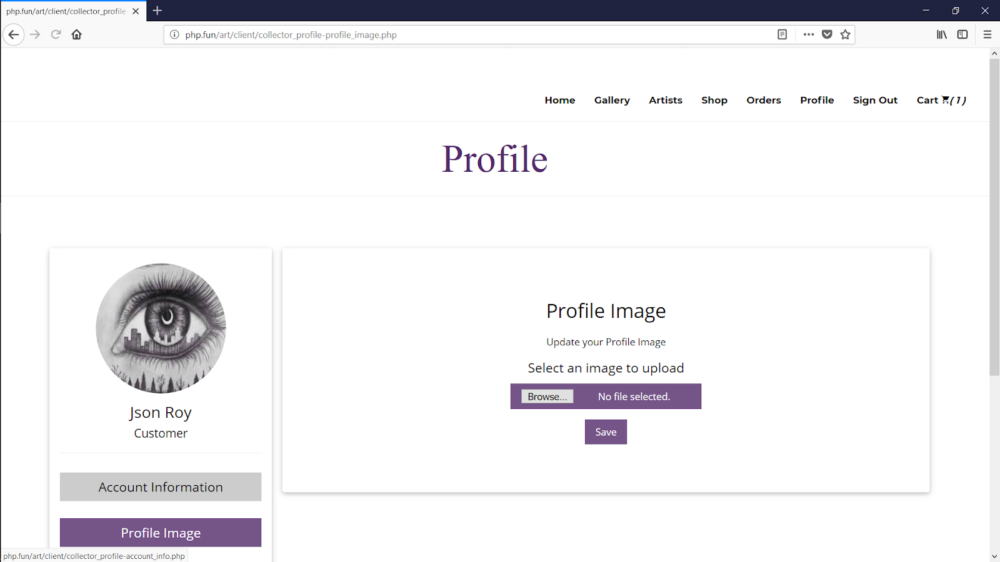 php.fun/art/client/collector_profile-
php.fun/art/client/collector_profile-profile_image.php
Home Gallery Artists Shop Orders Profile Sign Out Cart (1)
Profile
Json Roy
Customer
Account Information
Profile Image
Profile Image
Update your Profile Image
Select an image to upload
Browse... No file selected.
Save
php.fun/art/client/collector_profile-account_info.php